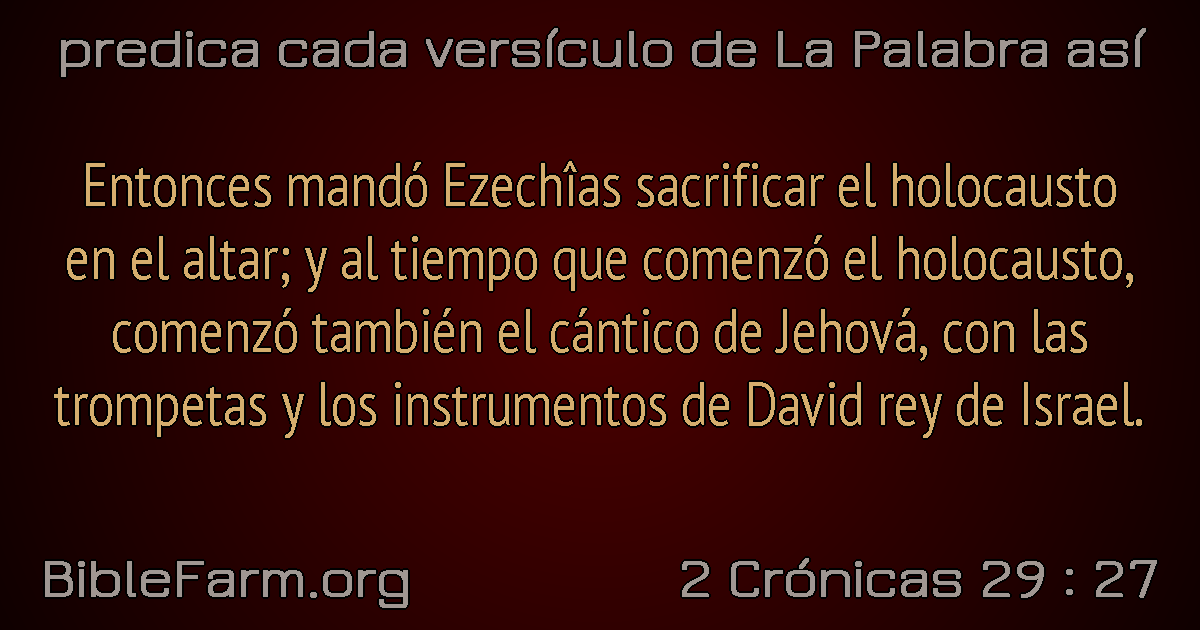 predica cada versículo de La Palabra así
Entonces mandó Ezechîas sacrificar el holocausto
en el altar; y al tiempo que comenzó el holocausto,
comenzó también el cántico de Jehová, con las
trompetas y los instrumentos de David rey de Israel.
BibleFarm.org
2 Crónicas 29 : 27